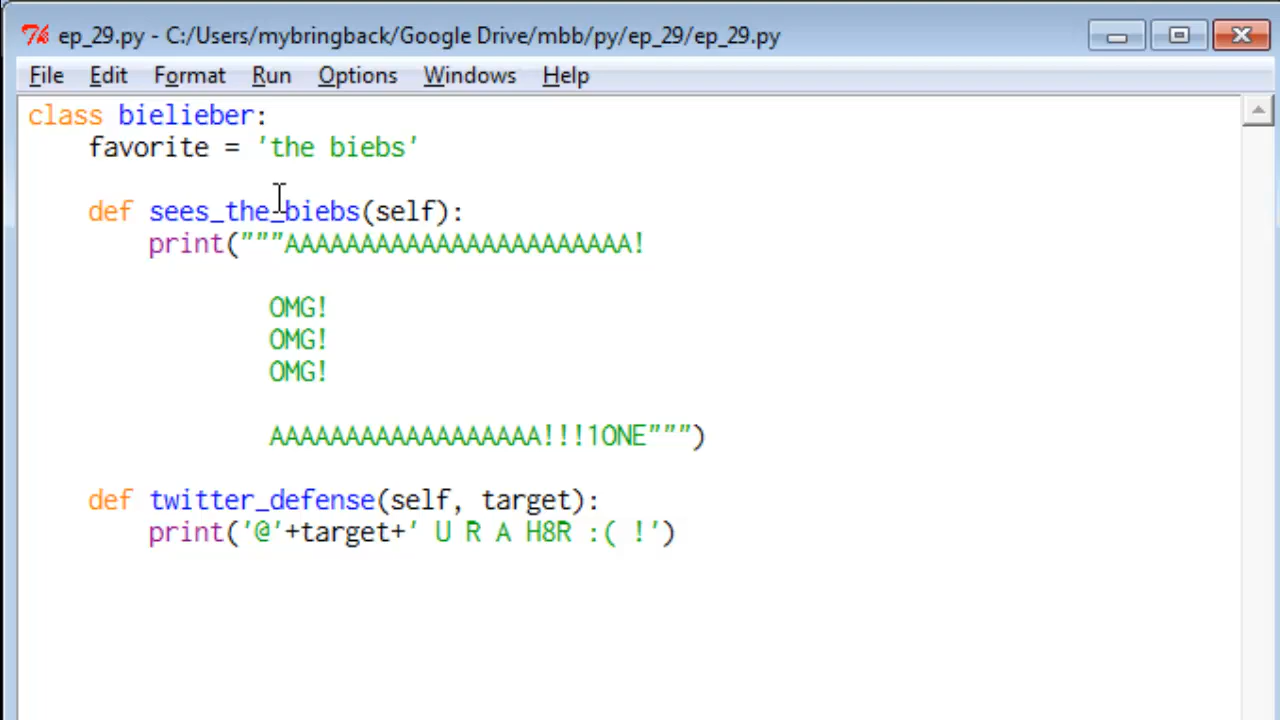 ep_29.py - C:/Users/mybringback/Google Drive/mbb/py/ep_29/ep_29.py
File Edit Format Run Options Windows Help
class bielieber:
favorite = 'the biebs'
def sees_the_biebs(self):
print("""AAAAAAAAAAAAAAAAAAAAAAA!
OMG!
OMG!
OMG!
AAAAAAAAAAAAAAAAAA!!!1ONE""")
def twitter_defense(self, target):
print('@'+target+' U R A H8R :( !')